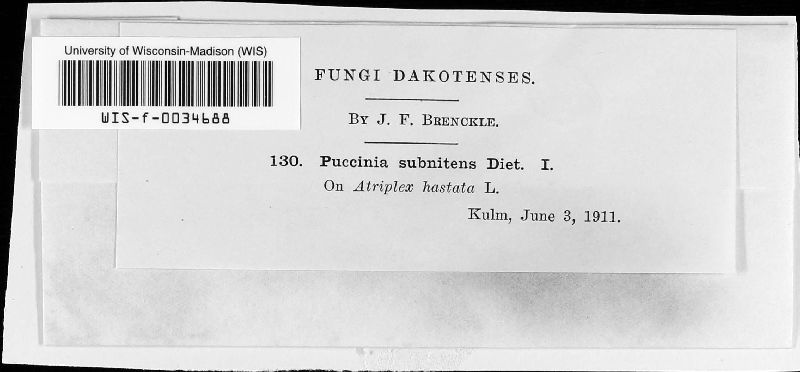 University of Wisconsin-Madison (WIS)
WIS-f-0034688
FUNGI DAKOTENSES.
By J. F. Brenckle.
130. Puccinia subnitens Diet. I.
On Atriplex hastata L.
Kulm, June 3, 1911.